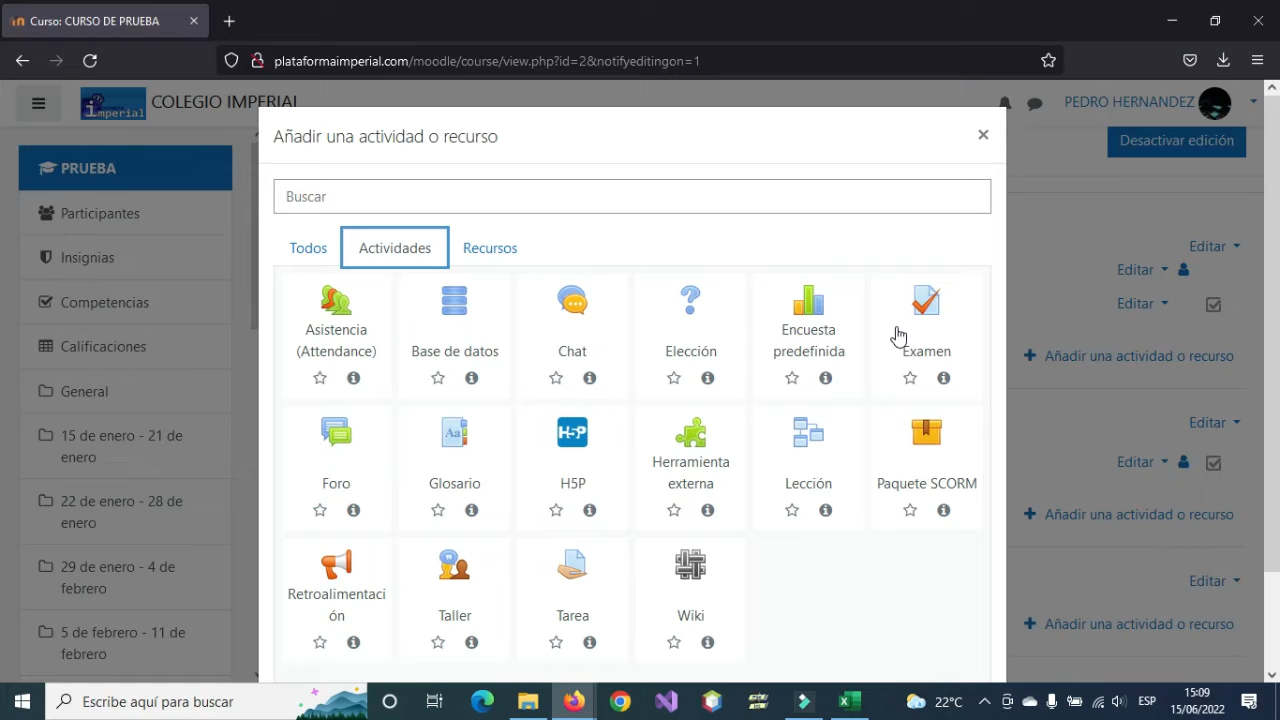 Curso: CURSO DE PRUEBA
plataformaimperial.com/moodle/course/view.php?id=2&notifyeditingon=1
imperial
COLEGIO IMPERIAL
PEDRO HERNANDEZ
Desactivar edición
PRUEBA
Participantes
Insignias
Competencias
Calificaciones
General
15 de enero - 21 de
enero
22 de enero - 28 de
enero
29 de enero - 4 de
febrero
5 de febrero - 11 de
febrero
Añadir una actividad o recurso
Buscar
Todos
Actividades
Recursos
Asistencia
(Attendance)
Base de datos
Chat
Elección
Encuesta
predefinida
Examen
Foro
Aa
Glosario
H5P
H5P
Herramienta
externa
Lección
Paquete SCORM
Retroalimentaci
ón
Taller
Tarea
Wiki
Editar
Editar
Editar
Añadir una actividad o recurso
Editar
Editar
Añadir una actividad o recurso
Editar
Añadir una actividad o recurso
Escribe aquí para buscar
22°C
ESP
15:09
15/06/2022